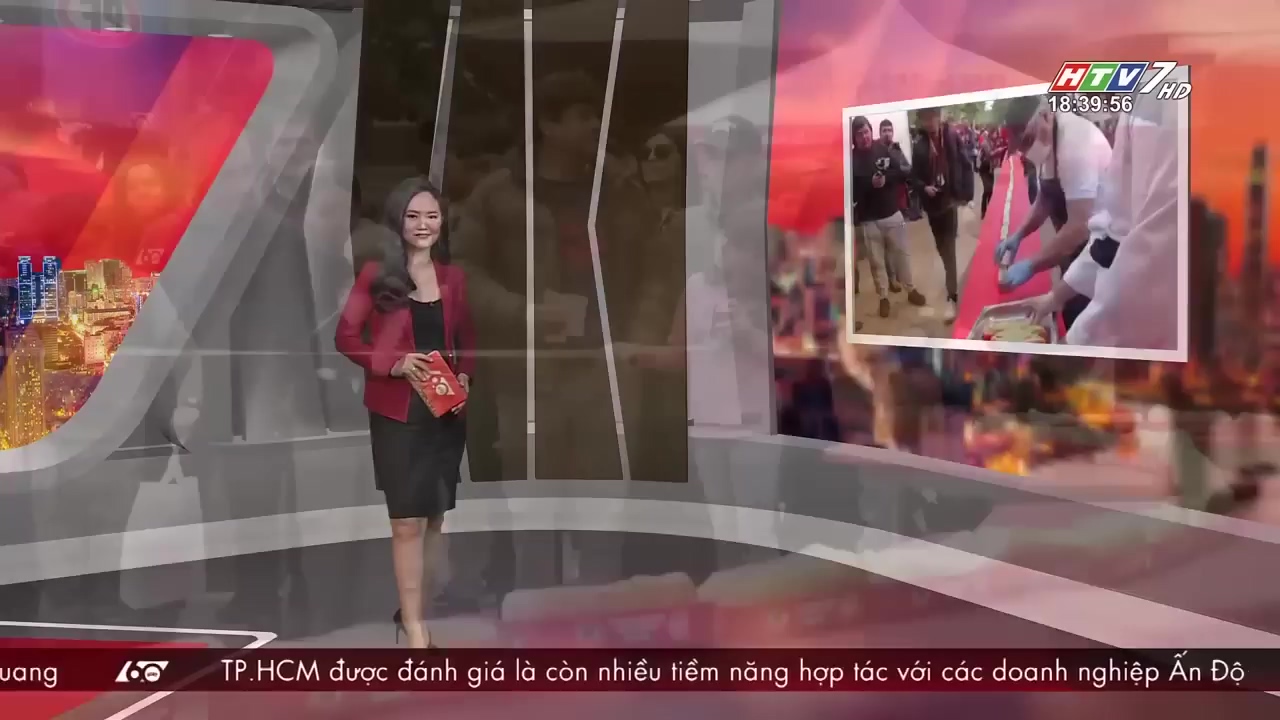 HTV7 HD
18:39:56
uang 60 TP.HCM được đánh giá là còn nhiều tiềm năng hợp tác với các doanh nghiệp Ấn Độ